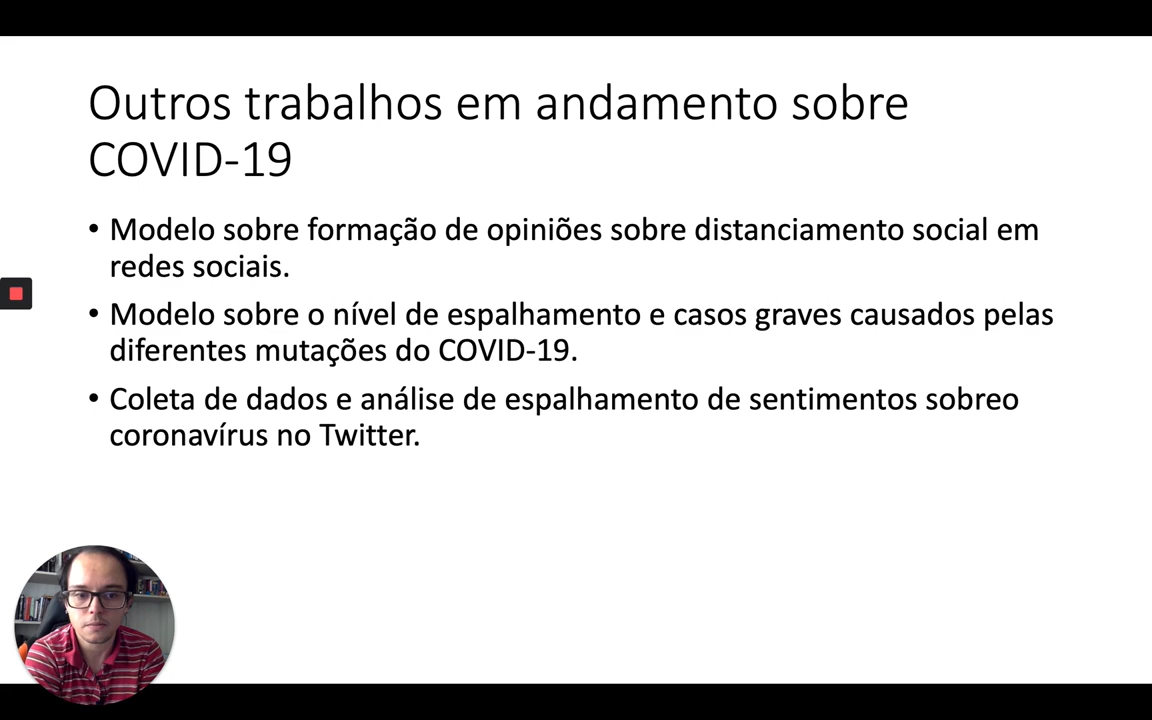 Outros trabalhos em andamento sobre
COVID-19
• Modelo sobre formação de opiniões sobre distanciamento social em
redes sociais.
• Modelo sobre o nível de espalhamento e casos graves causados pelas
diferentes mutações do COVID-19.
• Coleta de dados e análise de espalhamento de sentimentos sobreo
coronavírus no Twitter.